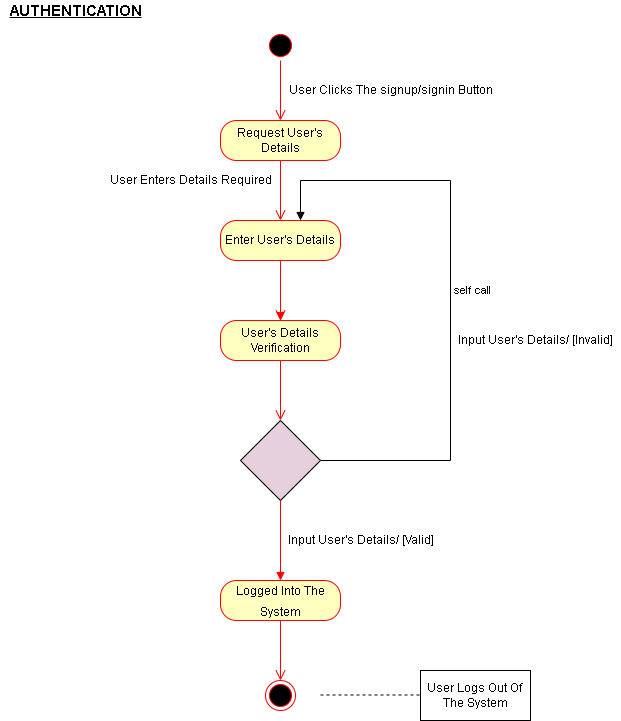 AUTHENTICATION
User Clicks The signup/signin Button
Request User's
Details
User Enters Details Required
Enter User's Details
self call
User's Details
Verification
Input User's Details/ [Invalid]
Input User's Details/ [Valid]
Logged Into The
System
User Logs Out Of
The System